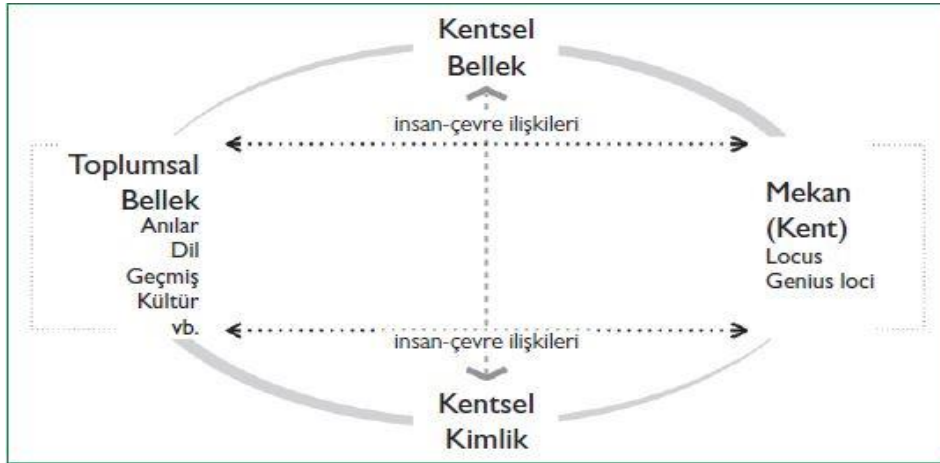 Kentsel
Bellek
insan-çevre ilişkileri
Toplumsal
Bellek
Anılar
Dil
Geçmiş
Kültür
vb.
Mekan
(Kent)
Locus
Genius loci
insan-çevre ilişkileri
Kentsel
Kimlik